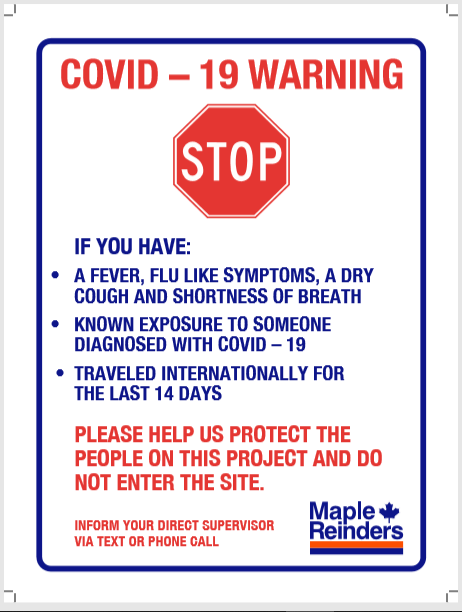 COVID – 19 WARNING
STOP
IF YOU HAVE:
• A FEVER, FLU LIKE SYMPTOMS, A DRY
COUGH AND SHORTNESS OF BREATH
• KNOWN EXPOSURE TO SOMEONE
DIAGNOSED WITH COVID – 19
• TRAVELED INTERNATIONALLY FOR
THE LAST 14 DAYS
PLEASE HELP US PROTECT THE
PEOPLE ON THIS PROJECT AND DO
NOT ENTER THE SITE.
INFORM YOUR DIRECT SUPERVISOR
VIA TEXT OR PHONE CALL
Maple
Reinders